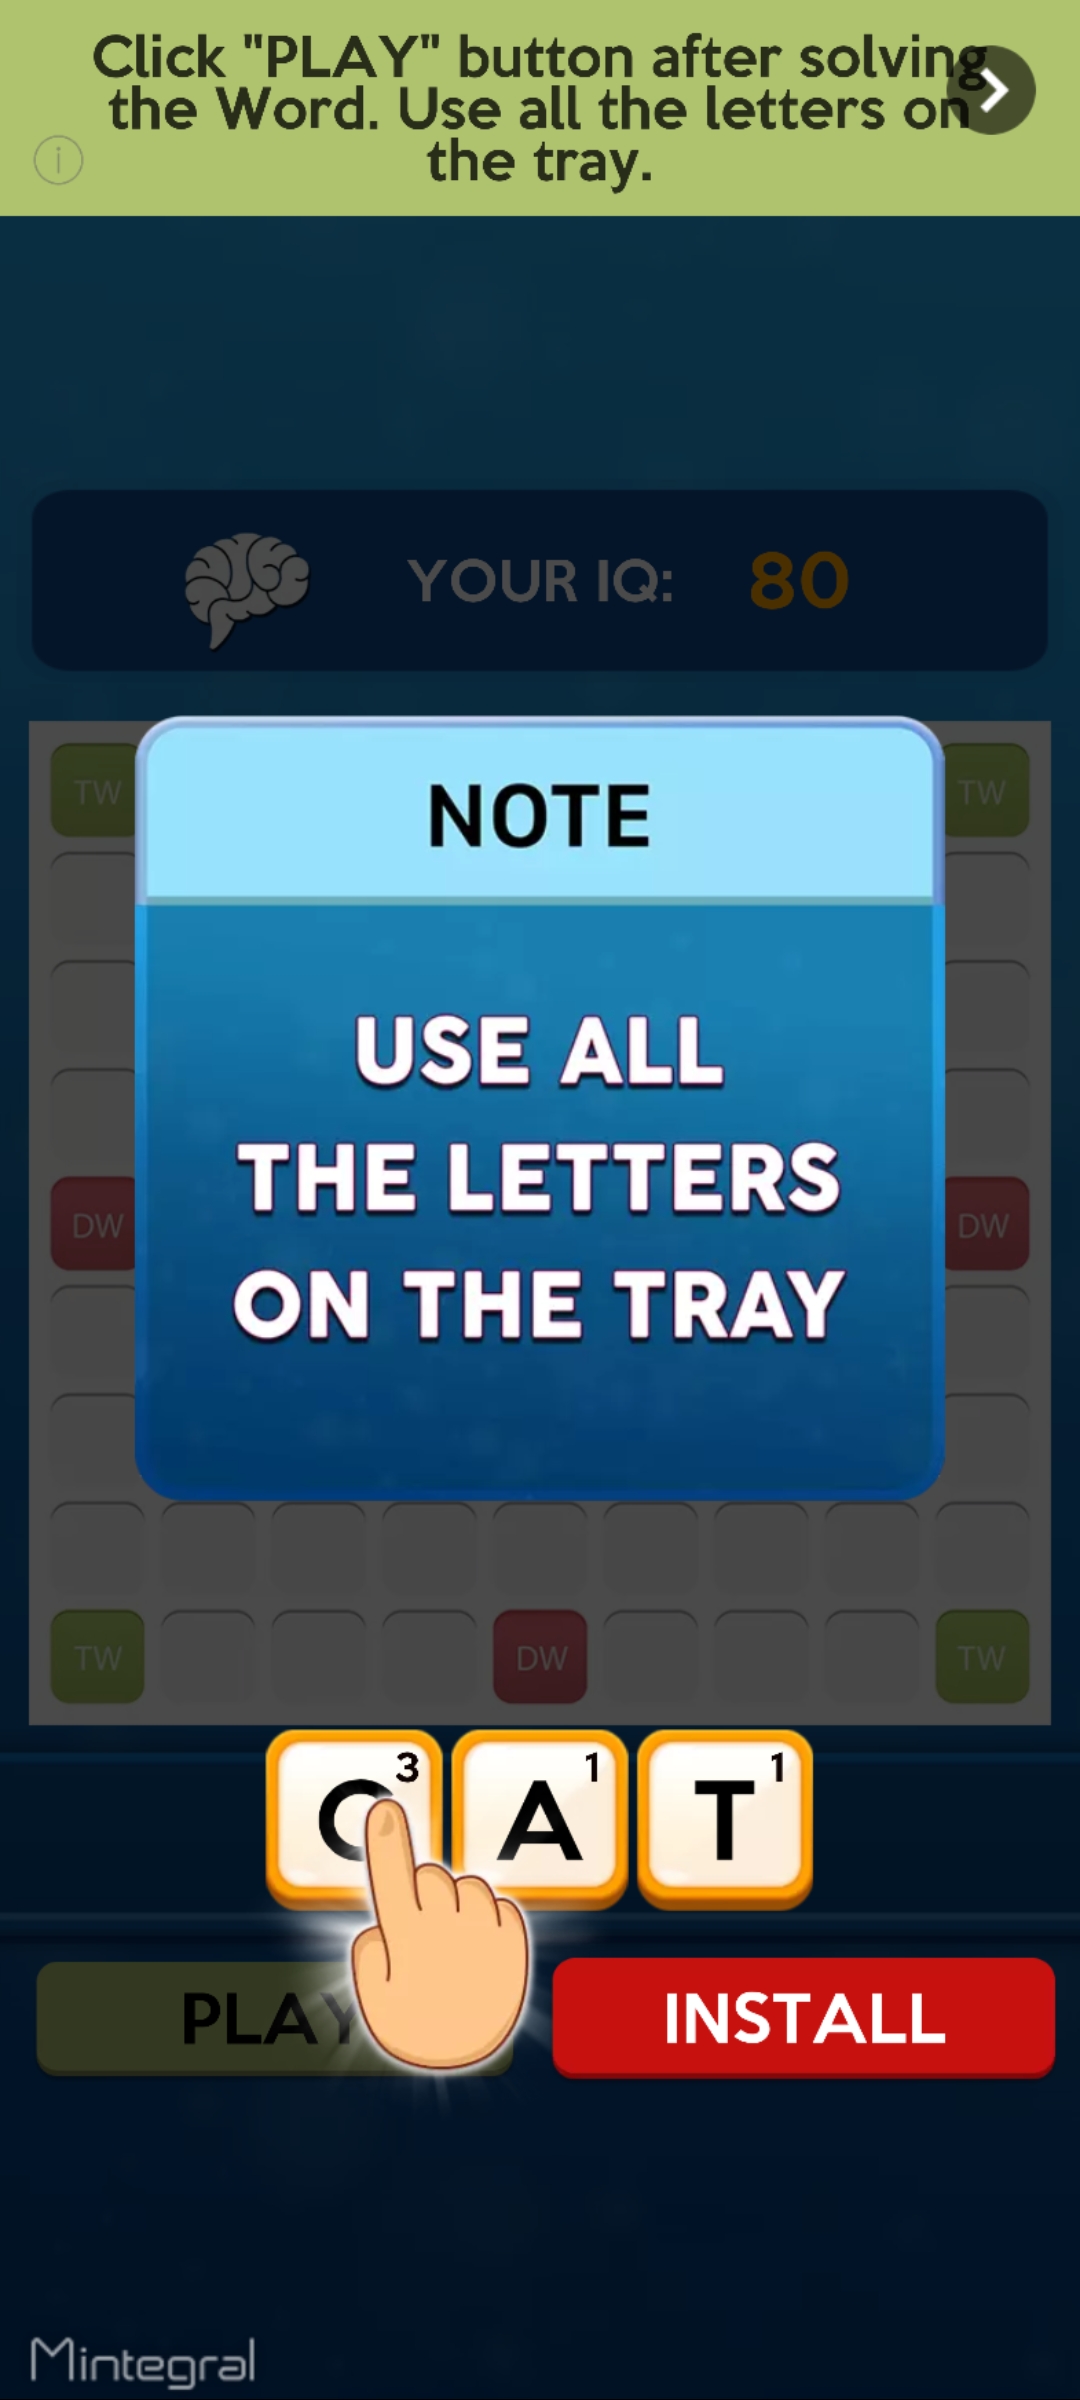 Click "PLAY" button after solving
the Word. Use all the letters on
the tray.
YOUR IQ: 80
TW TW
NOTE
USE ALL
THE LETTERS
ON THE TRAY
DW DW
TW DW TW
C 3 A 1 T 1
PLAY INSTALL
Mintegral